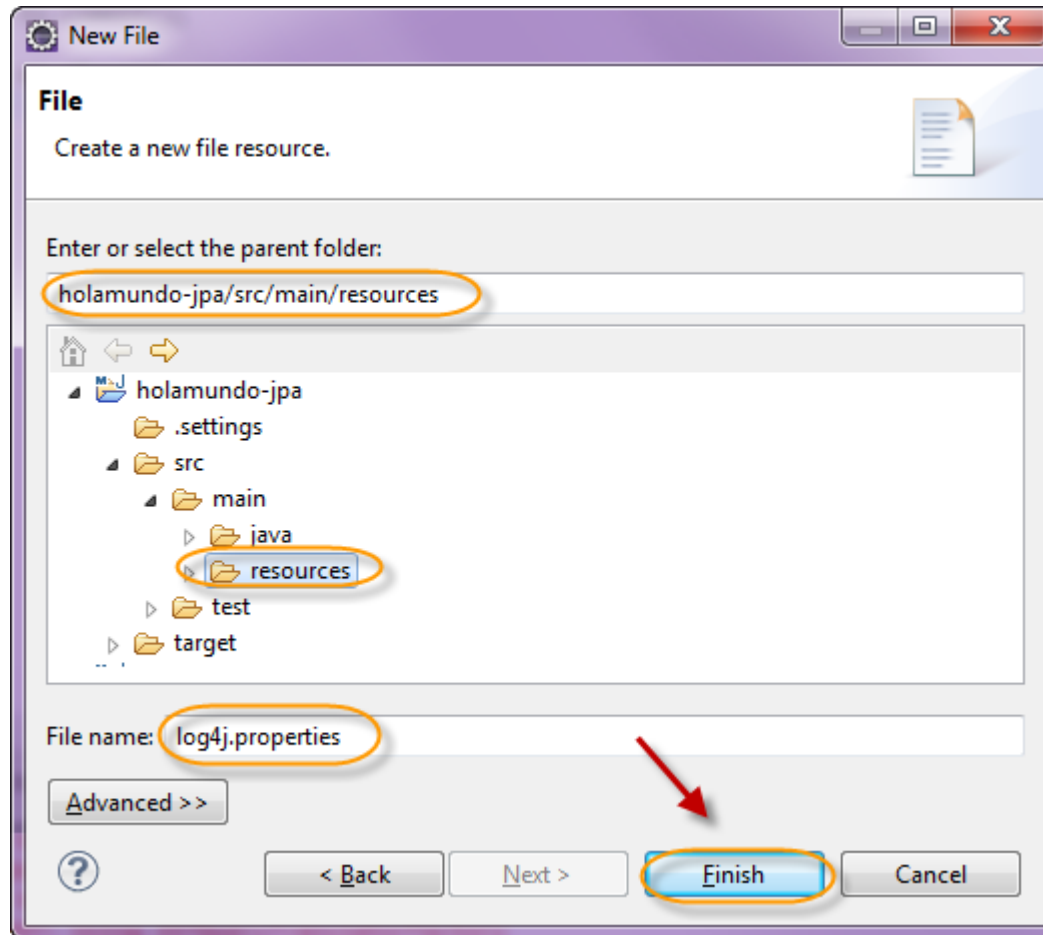 New File
File
Create a new file resource.
Enter or select the parent folder:
holamundo-jpa/src/main/resources
holamundo-jpa
.settings
src
main
java
resources
test
target
File name: log4j.properties
Advanced >>
< Back Next > Finish Cancel